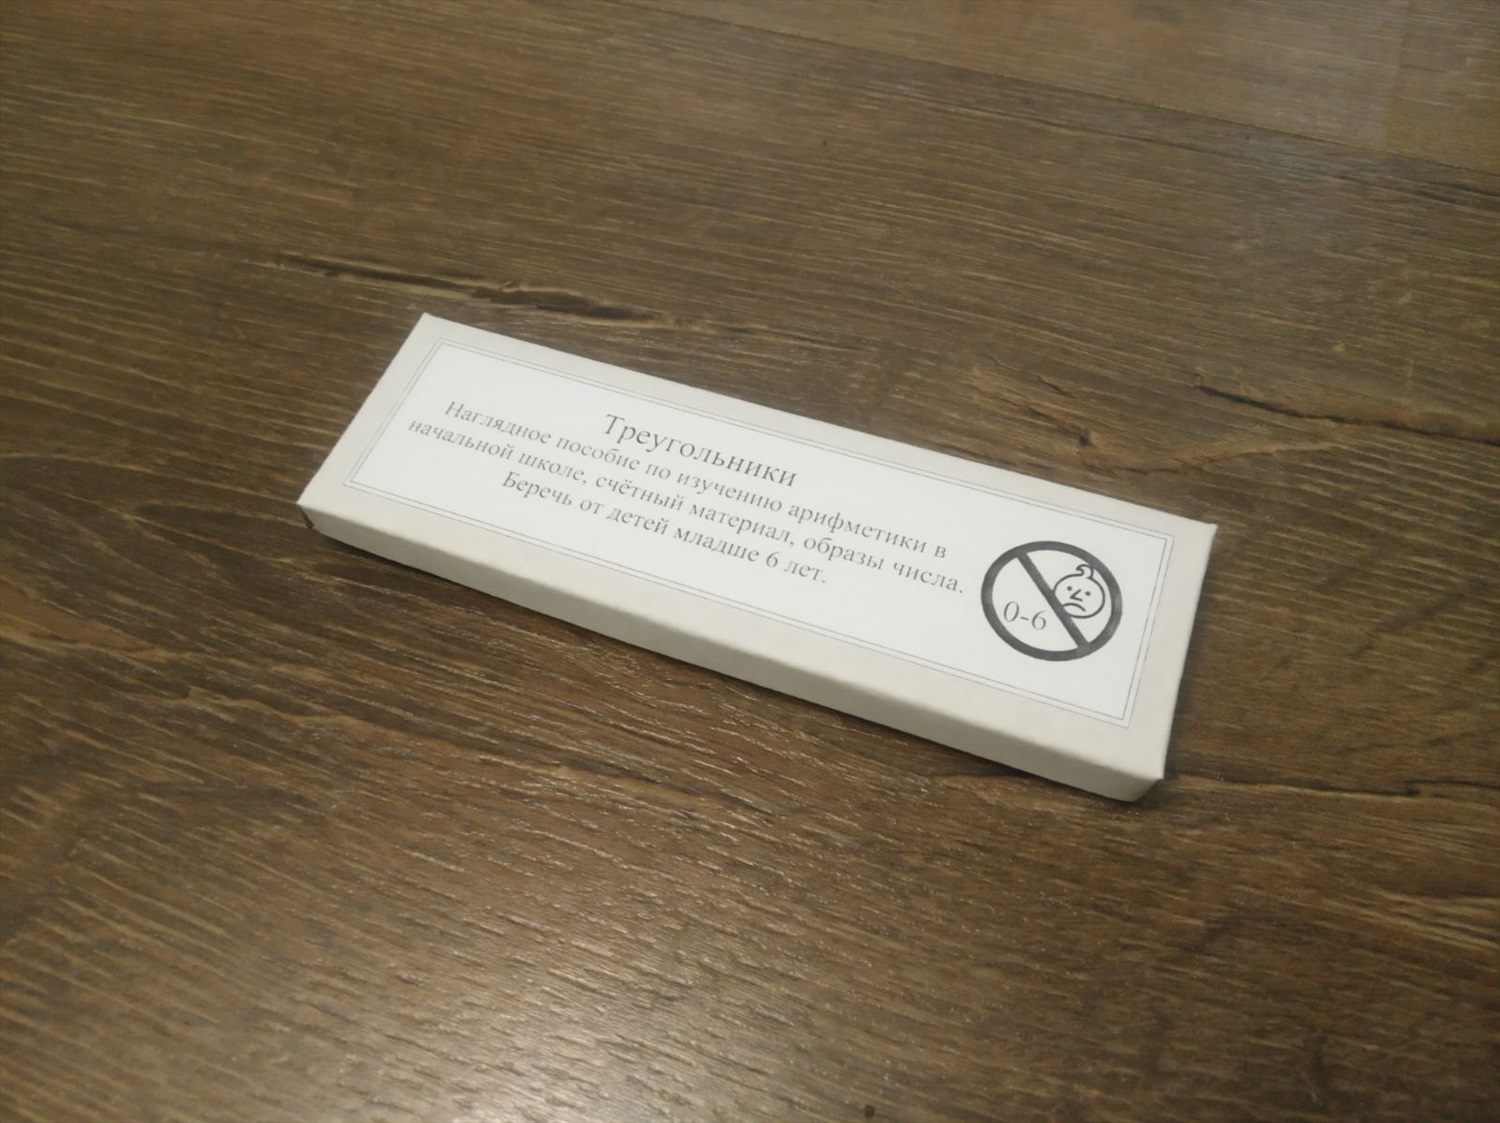 Треугольники
Наглядное пособие по изучению арифметики в
начальной школе, счётный материал, образы числа.
Беречь от детей младше 6 лет.
0-6